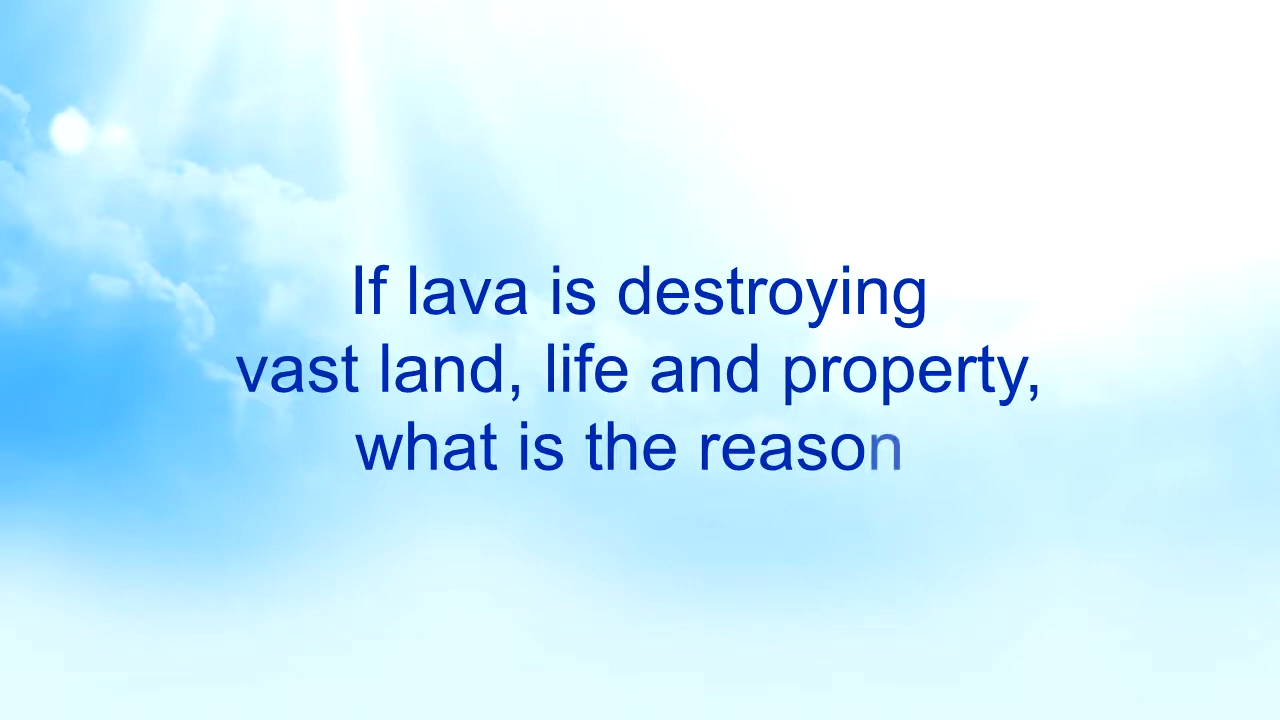 If lava is destroying
vast land, life and property,
what is the reason